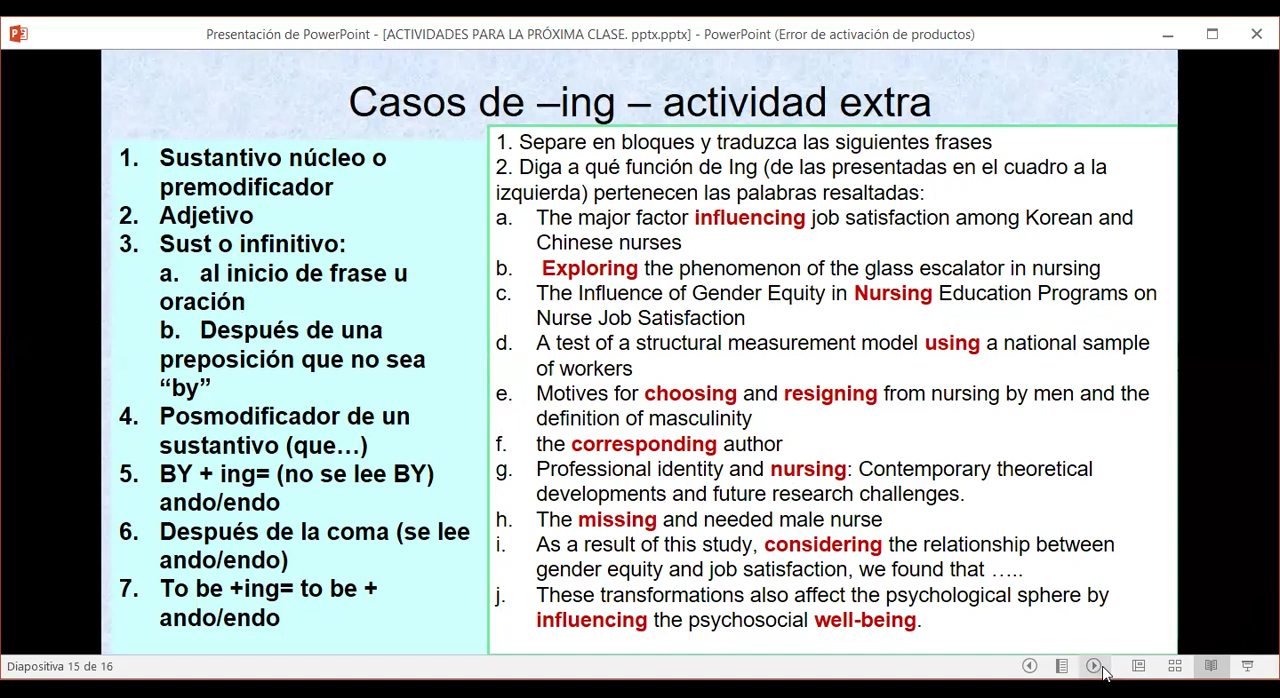 Presentación de PowerPoint - [ACTIVIDADES PARA LA PRÓXIMA CLASE. pptx.pptx] - PowerPoint (Error de activación de productos)
Casos de –ing – actividad extra
1. Sustantivo núcleo o
premodificador
2. Adjetivo
3. Sust o infinitivo:
a. al inicio de frase u
oración
b. Después de una
preposición que no sea
“by”
4. Posmodificador de un
sustantivo (que…)
5. BY + ing= (no se lee BY)
ando/endo
6. Después de la coma (se lee
ando/endo)
7. To be +ing= to be +
ando/endo
1. Separe en bloques y traduzca las siguientes frases
2. Diga a qué función de Ing (de las presentadas en el cuadro a la
izquierda) pertenecen las palabras resaltadas:
a. The major factor influencing job satisfaction among Korean and
Chinese nurses
b. Exploring the phenomenon of the glass escalator in nursing
c. The Influence of Gender Equity in Nursing Education Programs on
Nurse Job Satisfaction
d. A test of a structural measurement model using a national sample
of workers
e. Motives for choosing and resigning from nursing by men and the
definition of masculinity
f. the corresponding author
g. Professional identity and nursing: Contemporary theoretical
developments and future research challenges.
h. The missing and needed male nurse
i. As a result of this study, considering the relationship between
gender equity and job satisfaction, we found that …..
j. These transformations also affect the psychological sphere by
influencing the psychosocial well-being.
Diapositiva 15 de 16